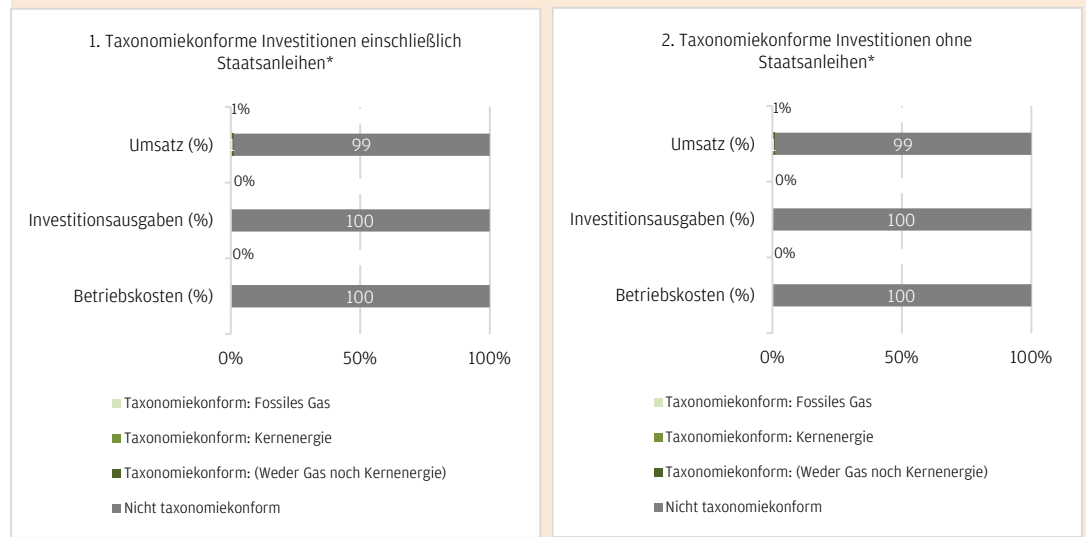 1. Taxonomiekonforme Investitionen einschließlich
Staatsanleihen*
1%
Umsatz (%)
1
99
0%
Investitionsausgaben (%)
100
0%
Betriebskosten (%)
100
0%
50%
100%
Taxonomiekonform: Fossiles Gas
Taxonomiekonform: Kernenergie
Taxonomiekonform: (Weder Gas noch Kernenergie)
Nicht taxonomiekonform
2. Taxonomiekonforme Investitionen ohne
Staatsanleihen*
1%
Umsatz (%)
1
99
0%
Investitionsausgaben (%)
100
0%
Betriebskosten (%)
100
0%
50%
100%
Taxonomiekonform: Fossiles Gas
Taxonomiekonform: Kernenergie
Taxonomiekonform: (Weder Gas noch Kernenergie)
Nicht taxonomiekonform